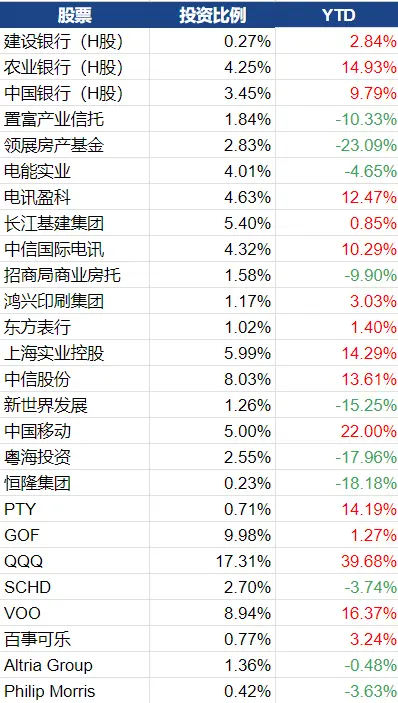 股票 投资比例 YTD
建设银行（H股） 0.27% 2.84%
农业银行（H股） 4.25% 14.93%
中国银行（H股） 3.45% 9.79%
置富产业信托 1.84% -10.33%
领展房产基金 2.83% -23.09%
电能实业 4.01% -4.65%
电讯盈科 4.63% 12.47%
长江基建集团 5.40% 0.85%
中信国际电讯 4.32% 10.29%
招商局商业房托 1.58% -9.90%
鸿兴印刷集团 1.17% 3.03%
东方表行 1.02% 1.40%
上海实业控股 5.99% 14.29%
中信股份 8.03% 13.61%
新世界发展 1.26% -15.25%
中国移动 5.00% 22.00%
粤海投资 2.55% -17.96%
恒隆集团 0.23% -18.18%
PTY 0.71% 14.19%
GOF 9.98% 1.27%
QQQ 17.31% 39.68%
SCHD 2.70% -3.74%
VOO 8.94% 16.37%
百事可乐 0.77% 3.24%
Altria Group 1.36% -0.48%
Philip Morris 0.42% -3.63%